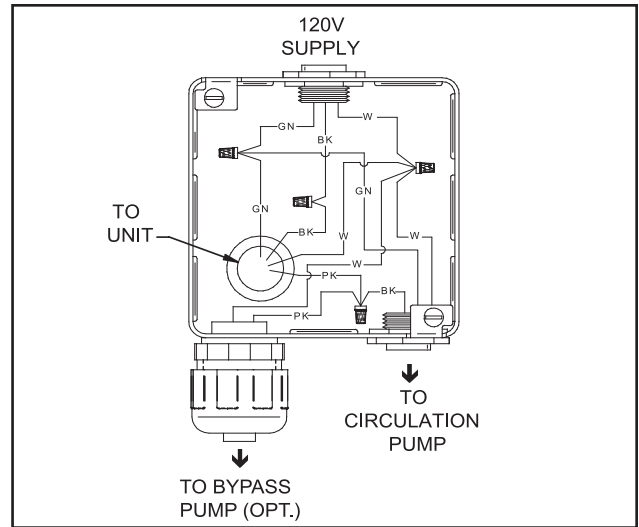 120V
SUPPLY
GN
W
BK
GN
GN
BK
W
W
W
TO
UNIT
PK
BK
PK
TO
CIRCULATION
PUMP
TO BYPASS
PUMP (OPT.)